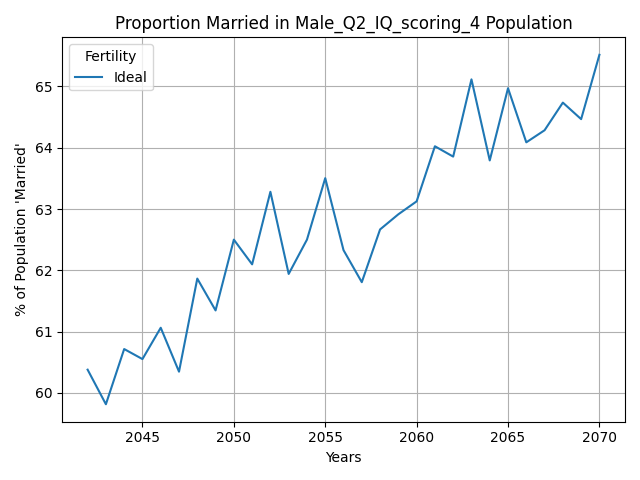 Proportion Married in Male_Q2_IQ_scoring_4 Population
Fertility
Ideal
% of Population 'Married'
65
64
63
62
61
60
2045 2050 2055 2060 2065 2070
Years